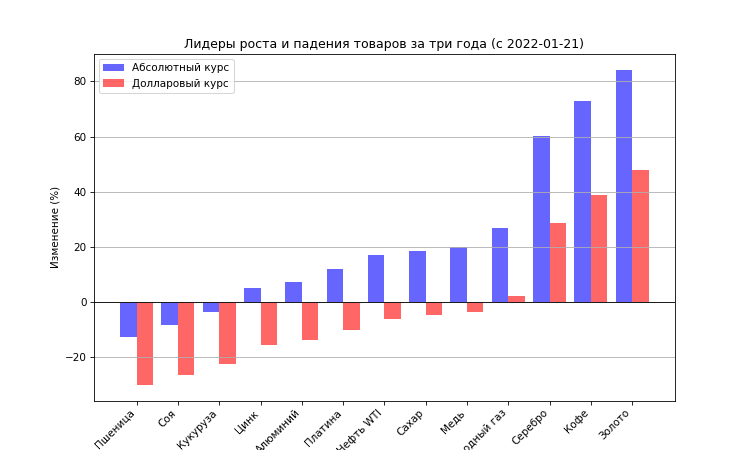 Лидеры роста и падения товаров за три года (с 2022-01-21)
Абсолютный курс
Долларовый курс
Изменение (%)
80
60
40
20
0
−20
Пшеница
Соя
Кукуруза
Цинк
Алюминий
Платина
Нефть WTI
Сахар
Медь
одный газ
Серебро
Кофе
Золото